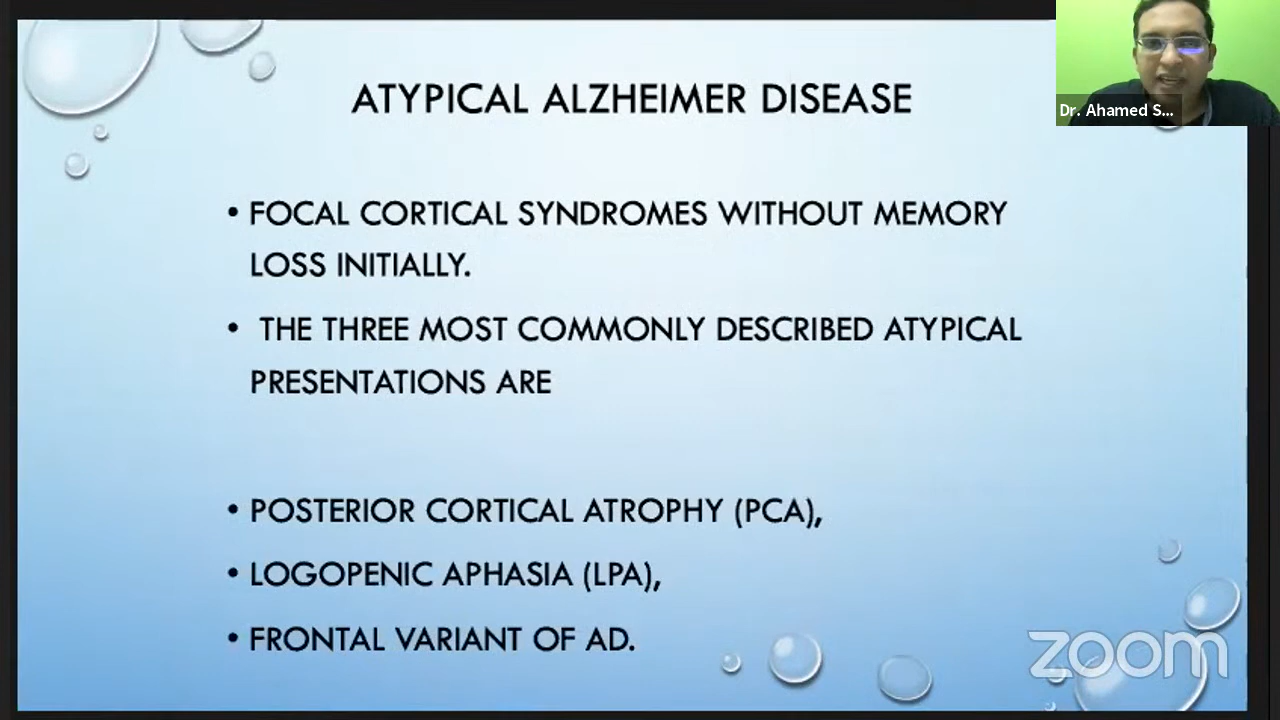 ATYPICAL ALZHEIMER DISEASE
Dr. Ahamed S...
• FOCAL CORTICAL SYNDROMES WITHOUT MEMORY
LOSS INITIALLY.
• THE THREE MOST COMMONLY DESCRIBED ATYPICAL
PRESENTATIONS ARE
• POSTERIOR CORTICAL ATROPHY (PCA),
• LOGOPENIC APHASIA (LPA),
• FRONTAL VARIANT OF AD.
zoom